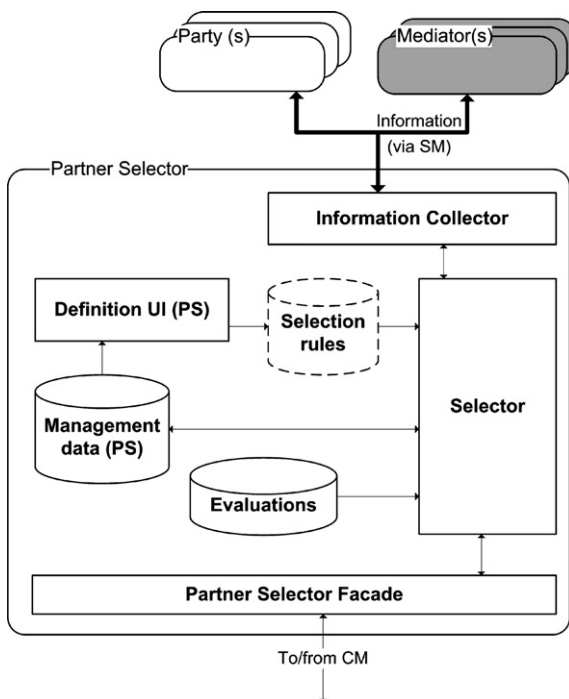 Party (s)
Mediator(s)
Information
(via SM)
Partner Selector
Information Collector
Definition UI (PS)
Selection
rules
Selector
Management
data (PS)
Evaluations
Partner Selector Facade
To/from CM